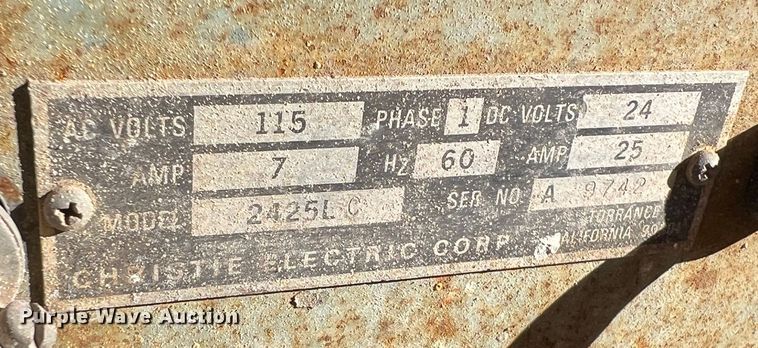 AC VOLTS 115 PHASE 1 DC VOLTS 24
AMP 7 HZ 60 AMP 25
MODEL 2425L C SER NO A 9742
TORRANCE
CHRISTIE ELECTRIC CORP CALIFORNIA
Purple Wave Auction